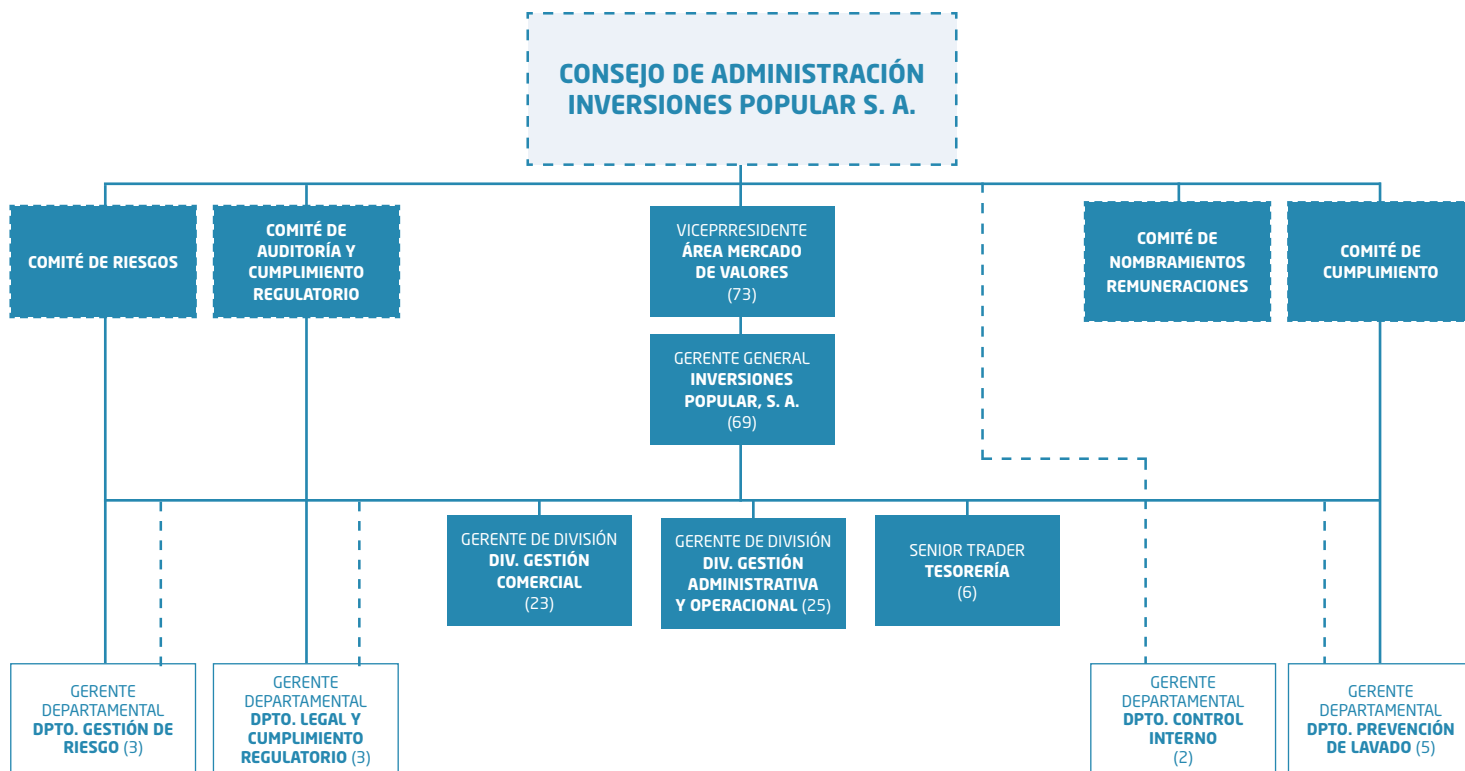 CONSEJO DE ADMINISTRACIÓN
INVERSIONES POPULAR S. A.
COMITÉ DE RIESGOS
COMITÉ DE
AUDITORÍA Y
CUMPLIMIENTO
REGULATORIO
VICEPRRESIDENTE
ÁREA MERCADO
DE VALORES
(73)
COMITÉ DE
NOMBRAMIENTOS
REMUNERACIONES
COMITÉ DE
CUMPLIMIENTO
GERENTE GENERAL
INVERSIONES
POPULAR, S. A.
(69)
GERENTE DE DIVISIÓN
DIV. GESTIÓN
COMERCIAL
(23)
GERENTE DE DIVISIÓN
DIV. GESTIÓN
ADMINISTRATIVA
Y OPERACIONAL (25)
SENIOR TRADER
TESORERÍA
(6)
GERENTE
DEPARTAMENTAL
DPTO. GESTIÓN DE
RIESGO (3)
GERENTE
DEPARTAMENTAL
DPTO. LEGAL Y
CUMPLIMIENTO
REGULATORIO (3)
GERENTE
DEPARTAMENTAL
DPTO. CONTROL
INTERNO
(2)
GERENTE
DEPARTAMENTAL
DPTO. PREVENCIÓN
DE LAVADO (5)